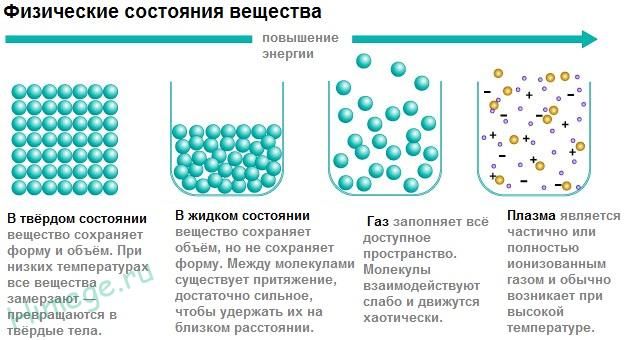 Физические состояния вещества
повышение
энергии
В твёрдом состоянии
вещество сохраняет
форму и объём. При
низких температурах
все вещества
замерзают —
превращаются в
твёрдые тела.
В жидком состоянии
вещество сохраняет
объём, но не сохраняет
форму. Между молекулами
существует притяжение,
достаточно сильное,
чтобы удержать их на
близком расстоянии.
Газ заполняет всё
доступное
пространство.
Молекулы
взаимодействуют
слабо и движутся
хаотически.
Плазма является
частично или
полностью
ионизованным
газом и обычно
возникает при
высокой
температуре.